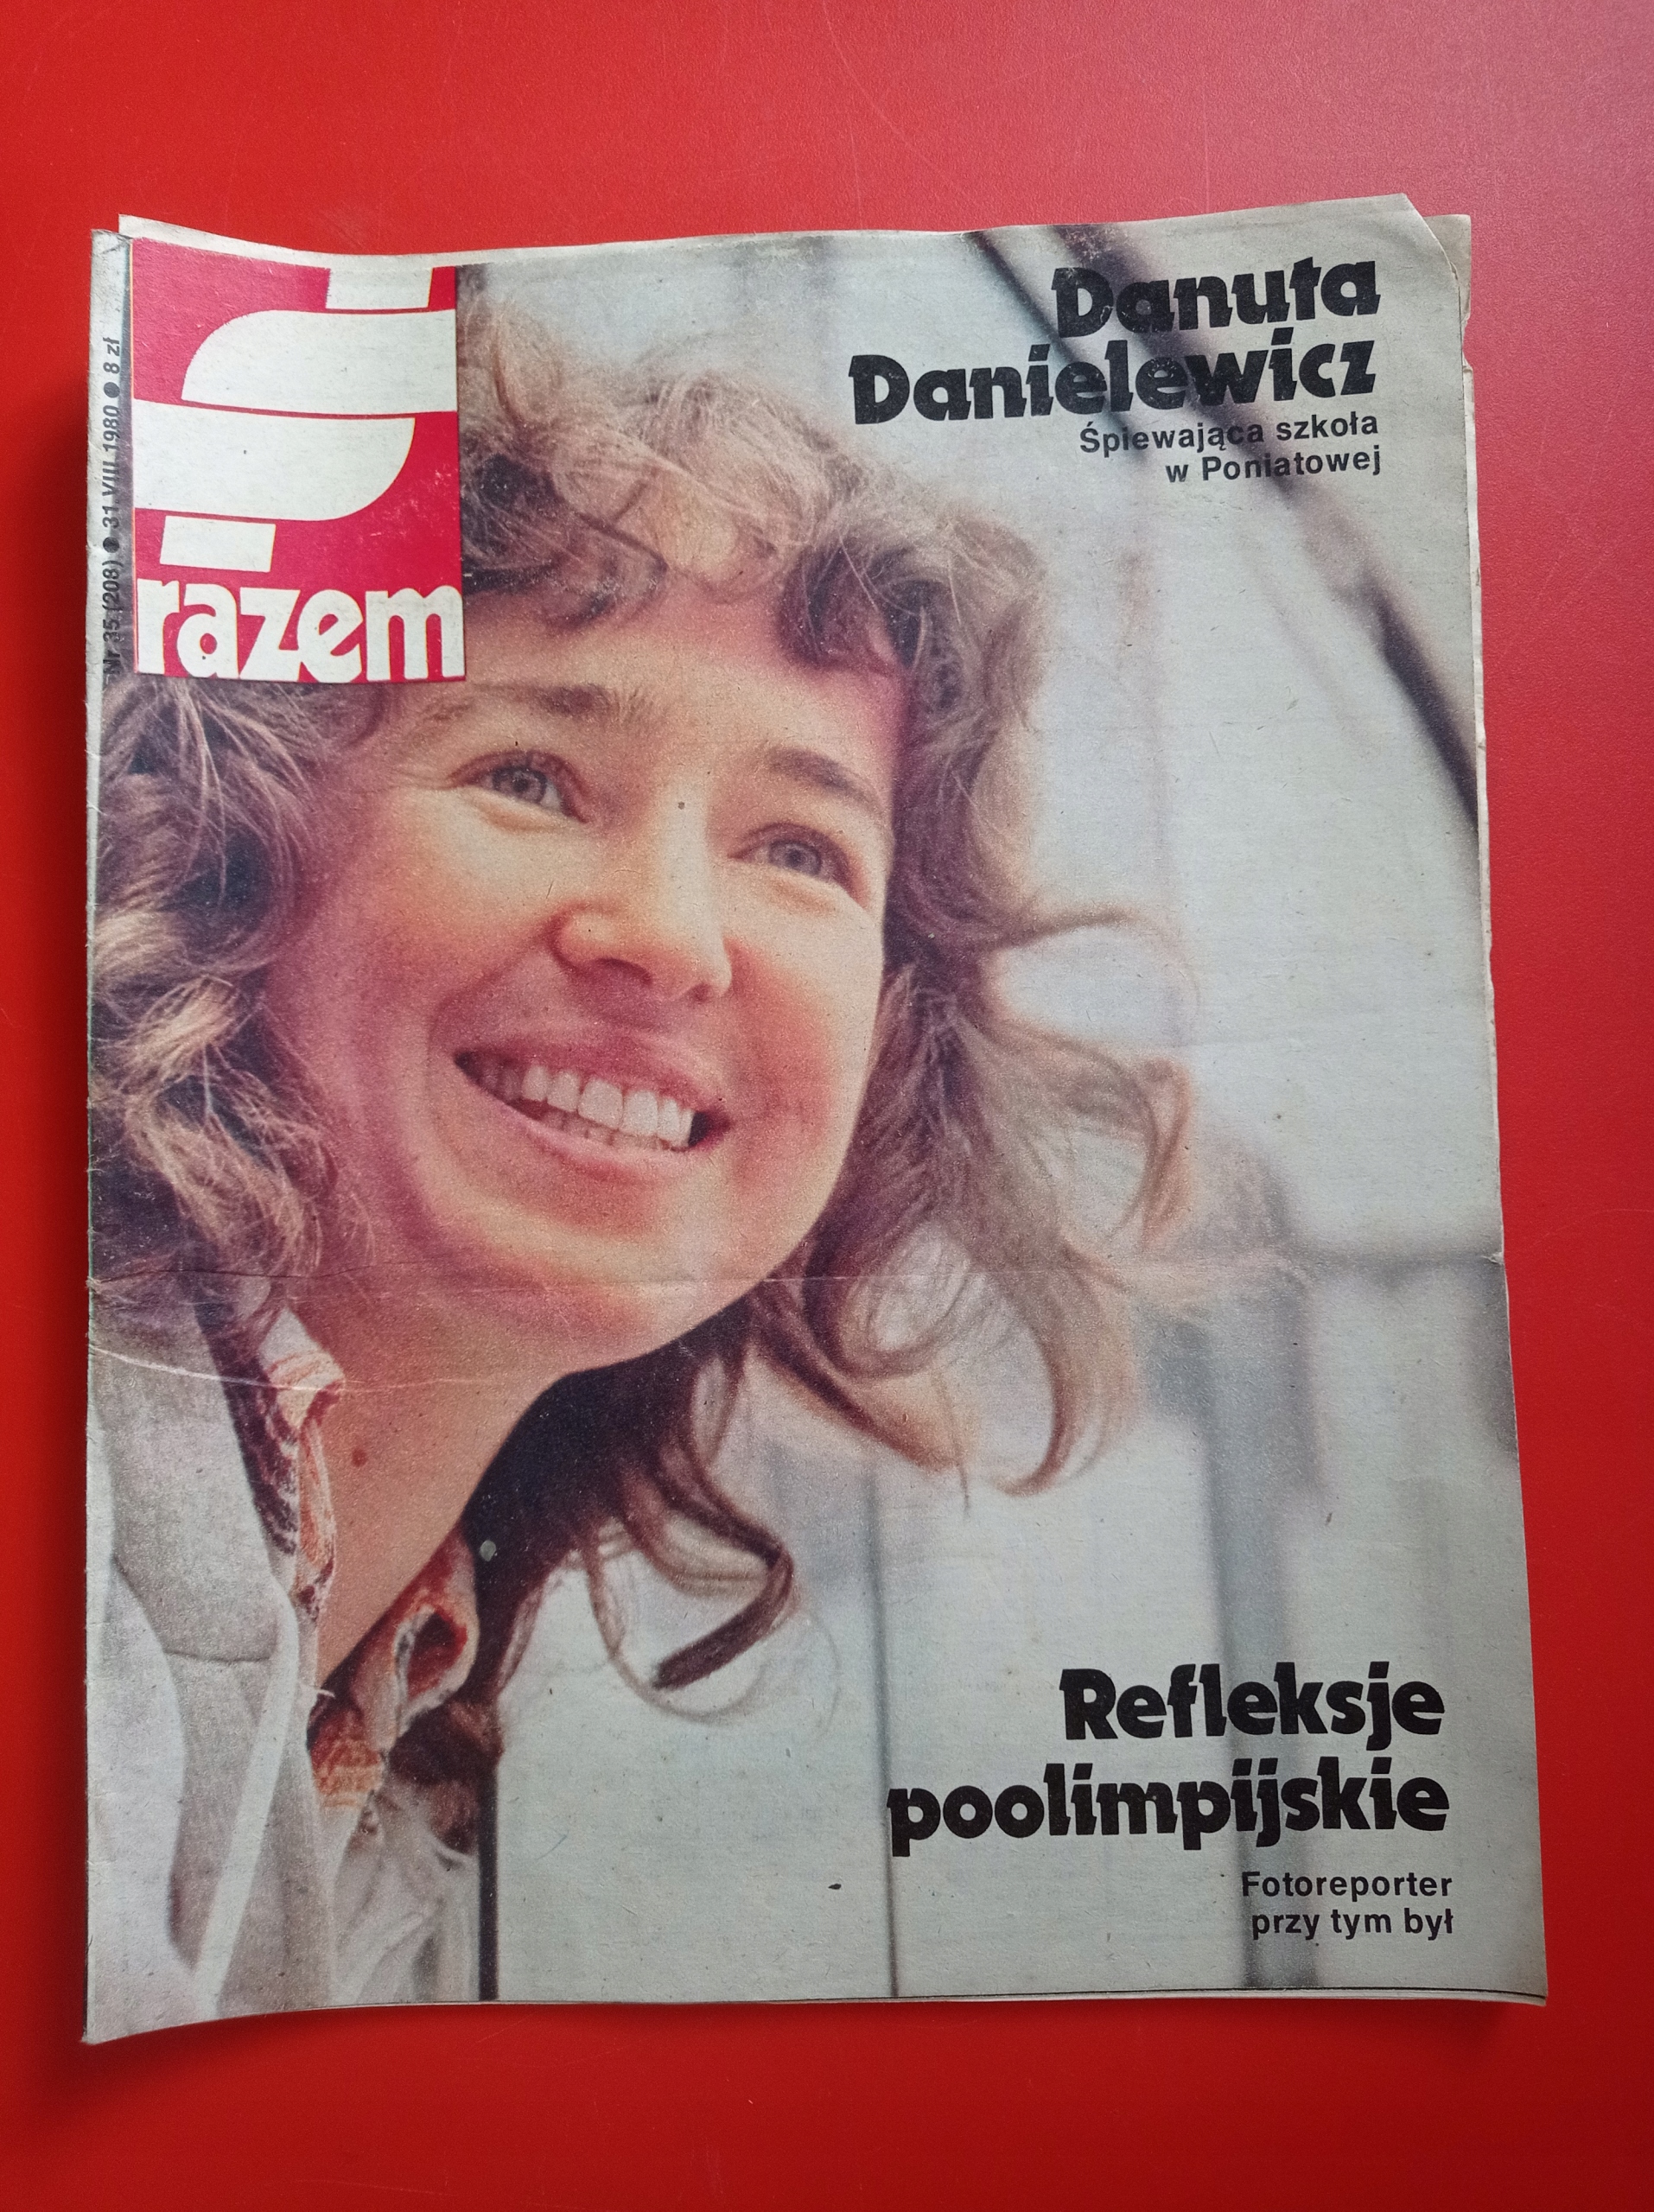 Nr 35 (208) ● 31 VIII 1980 ● 8 zł
razem
Danuta
Danielewicz
Śpiewająca szkoła
w Poniatowej
Refleksje
poolimpijskie
Fotoreporter
przy tym był